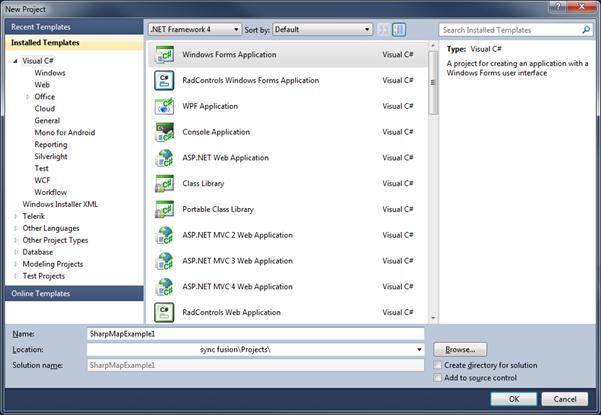 New Project
Recent Templates
Installed Templates
Visual C#
Windows
Web
Office
Cloud
General
Mono for Android
Reporting
Silverlight
Test
WCF
Workflow
Windows Installer XML
Telerik
Other Languages
Other Project Types
Database
Modeling Projects
Test Projects
Online Templates
.NET Framework 4 Sort by: Default
Windows Forms Application Visual C#
RadControls Windows Forms Application Visual C#
WPF Application Visual C#
Console Application Visual C#
ASP.NET Web Application Visual C#
Class Library Visual C#
Portable Class Library Visual C#
ASP.NET MVC 2 Web Application Visual C#
ASP.NET MVC 3 Web Application Visual C#
ASP.NET MVC 4 Web Application Visual C#
RadControls Web Application Visual C#
Search Installed Templates
Type: Visual C#
A project for creating an application with a
Windows Forms user interface
Name: SharpMapExample1
Location: sync fusion\Projects\ Browse...
Solution name: SharpMapExample1
Create directory for solution
Add to source control
OK Cancel